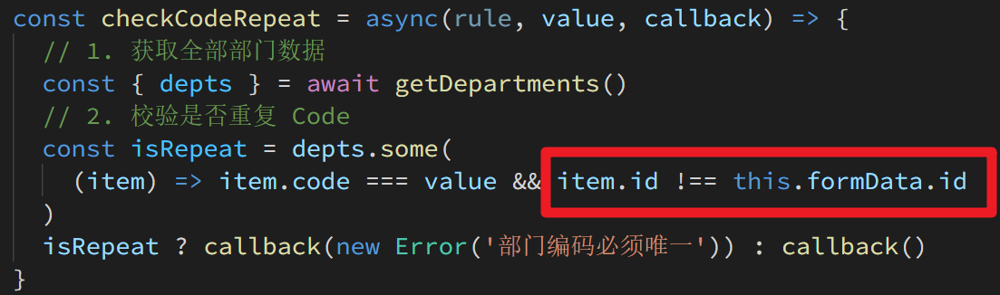 const checkCodeRepeat = async(rule, value, callback) => {
// 1. 获取全部部门数据
const { depts } = await getDepartments()
// 2. 校验是否重复 Code
const isRepeat = depts.some(
(item) => item.code === value && item.id !== this.formData.id
)
isRepeat ? callback(new Error('部门编码必须唯一')) : callback()
}